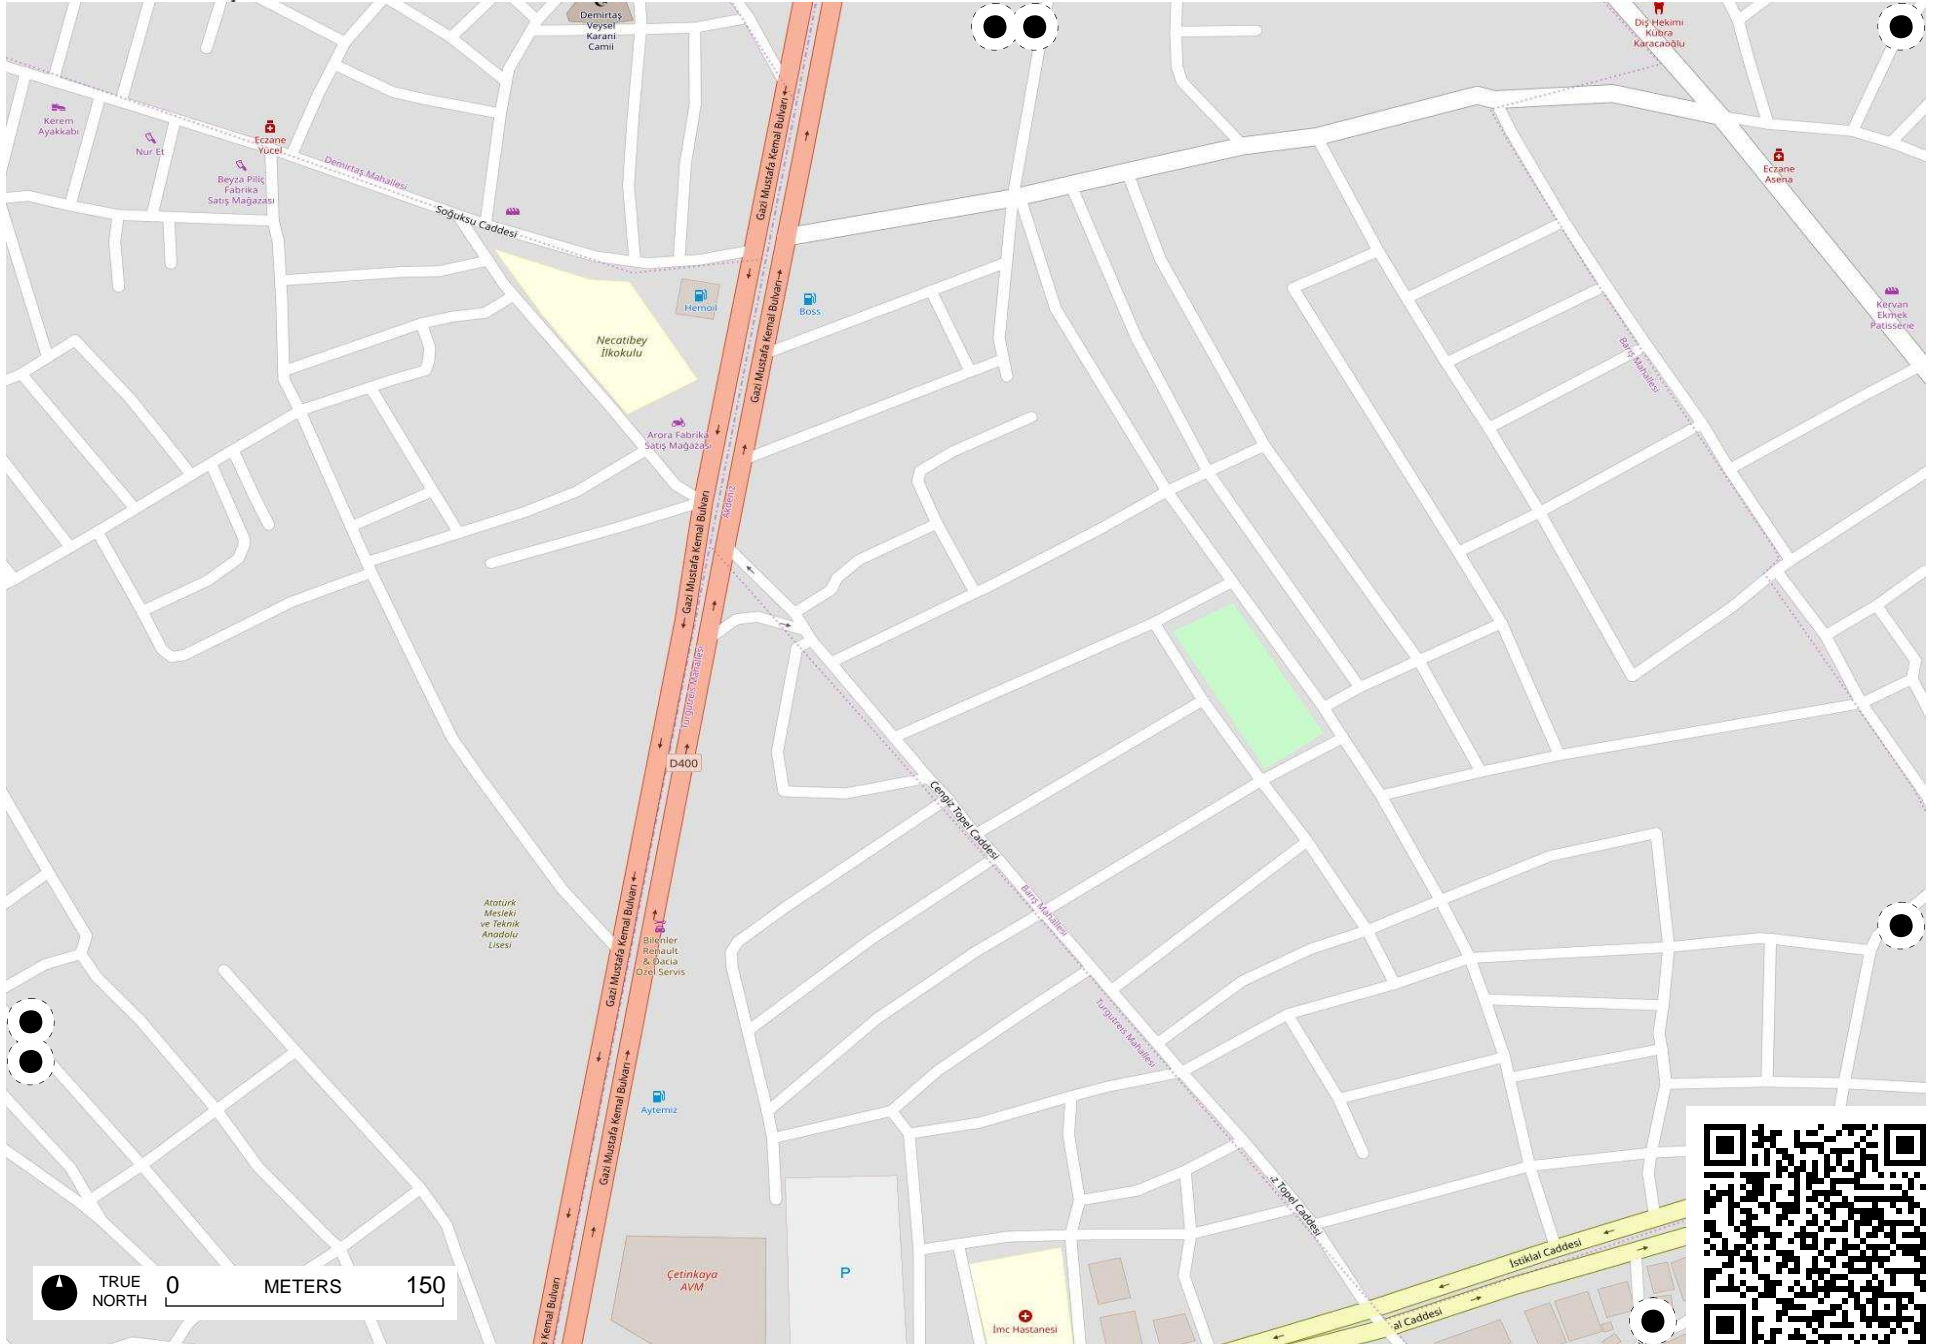 Demirtaş
Veysel
Karani
Camii
Diş Hekimi
Kübra
Karacaoğlu
Kerem
Ayakkabı
Nur Et
Eczane
Yücel
Beyza Piliç
Fabrika
Satış Mağazası
Demirtaş Mahallesi
Soğuksu Caddesi
Gazi Mustafa Kemal Bulvarı
Eczane
Asena
Hemoil
Boss
Gazi Mustafa Kemal Bulvarı
Kervan
Ekmek
Patisserie
Necatibey
İlkokulu
Barış Mahallesi
Arora Fabrika
Satış Mağazası
Akdeniz
Gazi Mustafa Kemal Bulvarı
Turgutreis Mahallesi
D400
Cengiz Topel Caddesi
Atatürk
Mesleki
ve Teknik
Anadolu
Lisesi
Gazi Mustafa Kemal Bulvarı
Bilenler
Renault
& Dacia
Özel Servis
Barış Mahallesi
Turgutreis Mahallesi
Aytemiz
Gazi Mustafa Kemal Bulvarı
z Topel Caddesi
İstiklal Caddesi
Çetinkaya
AVM
P
İmc Hastanesi
al Caddesi
Kemal Bulvarı
TRUE
NORTH
0 METERS 150